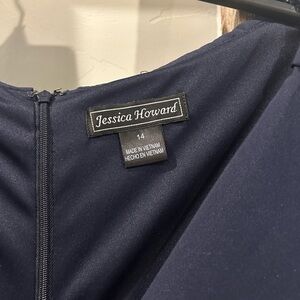 Jessica Howard
14
MADE IN VIETNAM
HECHO EN VIETNAM